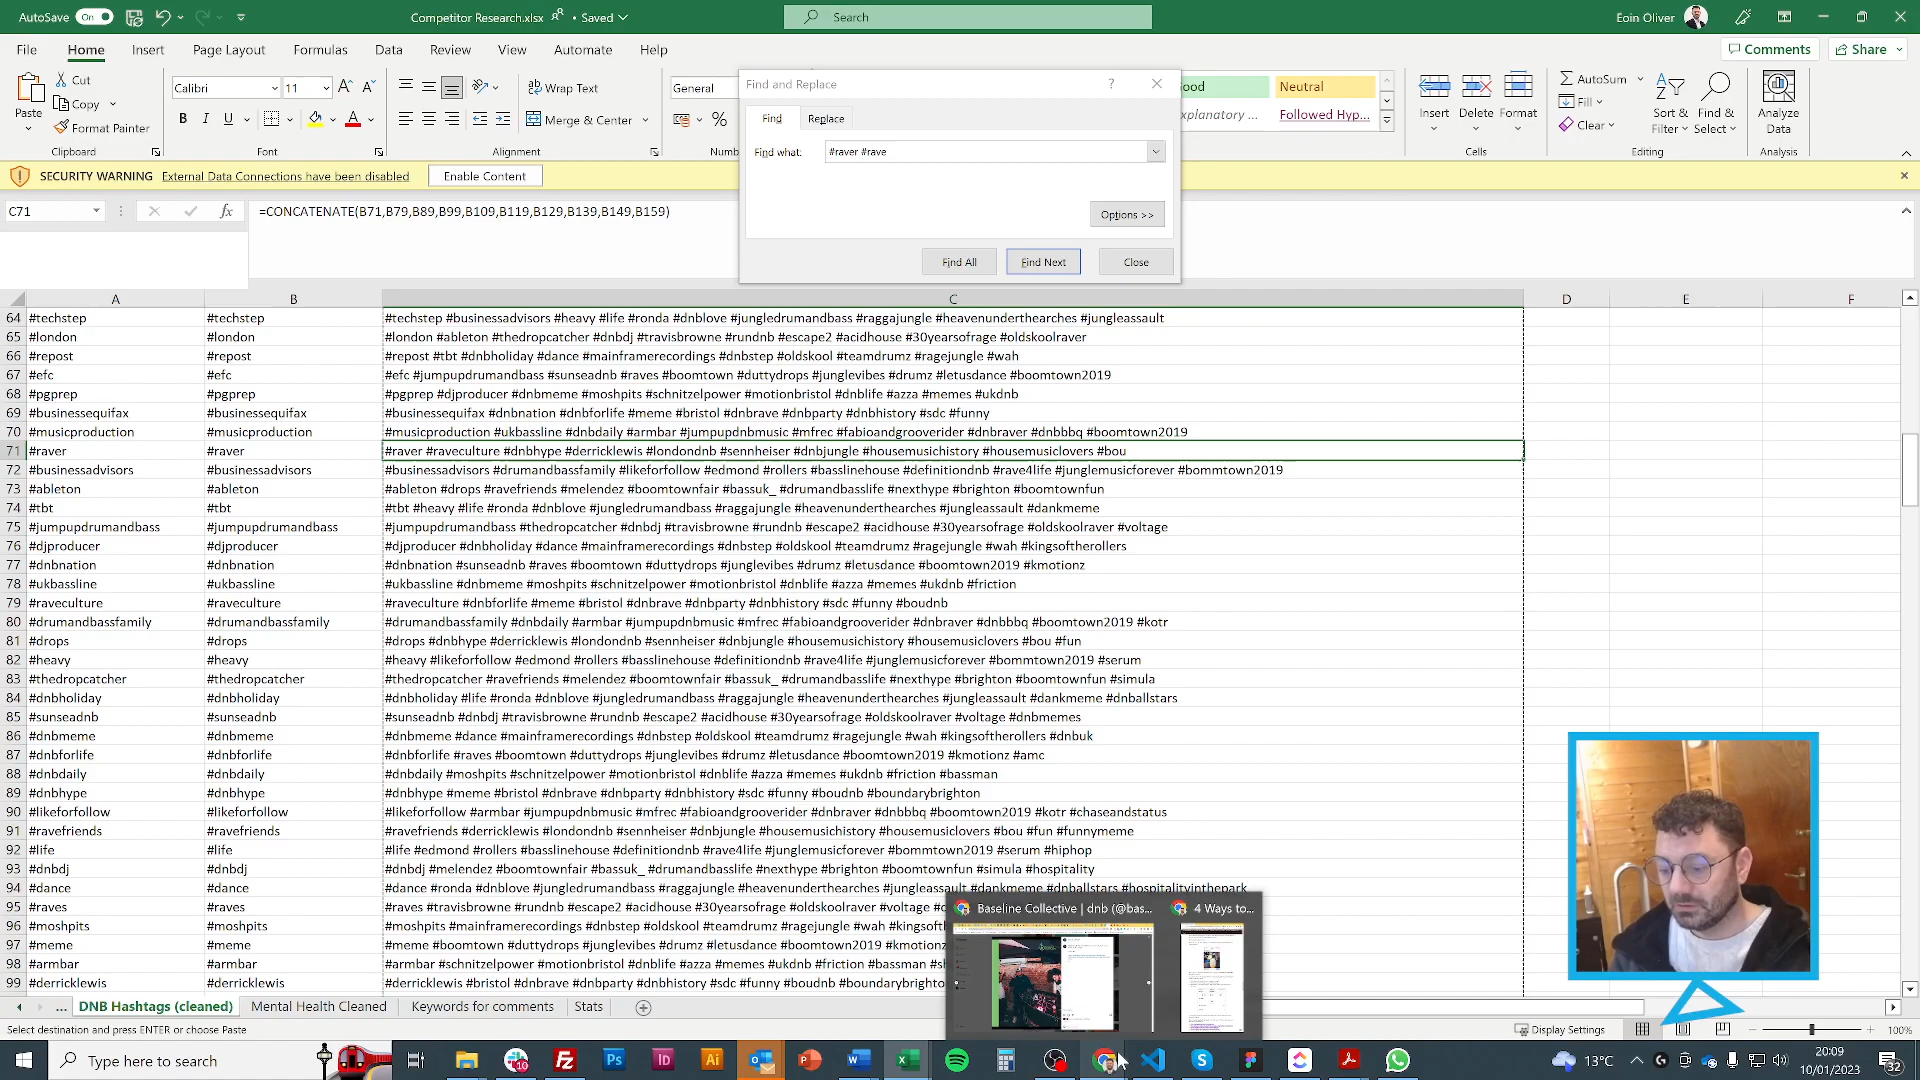 AutoSave On Competitor Research.xlsx • Saved Search Eoin Oliver
File Home Insert Page Layout Formulas Data Review View Automate Help Comments Share
Paste Cut Copy Format Painter Clipboard
Calibri 11 B I U A Font
Wrap Text Merge & Center Alignment
General %
Good Neutral Explanatory ... Followed Hyp...
Insert Delete Format Cells
AutoSum Fill Clear Sort & Filter Find & Select Editing
Analyze Data Analysis
Find and Replace ? ×
Find Replace
Find what: #raver #rave
Options >>
Find All Find Next Close
SECURITY WARNING External Data Connections have been disabled Enable Content
C71 fx =CONCATENATE(B71,B79,B89,B99,B109,B119,B129,B139,B149,B159)
A B C D E F
64 #techstep #techstep #techstep #businessadvisors #heavy #life #ronda #dnblove #jungledrumandbass #raggajungle #heavenunderthearches #jungleassault
65 #london #london #london #ableton #thedropcatcher #dnbdj #travisbrowne #rundnb #escape2 #acidhouse #30yearsofrage #oldskoolraver
66 #repost #repost #repost #tbt #dnbholiday #dance #mainframerecordings #dnbstep #oldskool #teamdrumz #ragejungle #wah
67 #efc #efc #efc #jumpupdrumandbass #sunseadnb #raves #boomtown #duttydrops #junglevibes #drumz #letusdance #boomtown2019
68 #pgprep #pgprep #pgprep #djproducer #dnbmeme #moshpits #schnitzelpower #motionbristol #dnblife #azza #memes #ukdnb
69 #businessequifax #businessequifax #businessequifax #dnbnation #dnbforlife #meme #bristol #dnbrave #dnbparty #dnbhistory #sdc #funny
70 #musicproduction #musicproduction #musicproduction #ukbassline #dnbdaily #armbar #jumpupdnbmusic #mfrec #fabioandgrooverider #dnbraver #dnbbbq #boomtown2019
71 #raver #raver #raver #raveculture #dnbhype #derricklewis #londondnb #sennheiser #dnbjungle #housemusichistory #housemusiclovers #bou
72 #businessadvisors #businessadvisors #businessadvisors #drumandbassfamily #likeforfollow #edmond #rollers #basslinehouse #definitiondnb #rave4life #junglemusicforever #bommtown2019
73 #ableton #ableton #ableton #drops #ravefriends #melendez #boomtownfair #bassuk_ #drumandbasslife #nexthype #brighton #boomtownfun
74 #tbt #tbt #tbt #heavy #life #ronda #dnblove #jungledrumandbass #raggajungle #heavenunderthearches #jungleassault #dankmeme
75 #jumpupdrumandbass #jumpupdrumandbass #jumpupdrumandbass #thedropcatcher #dnbdj #travisbrowne #rundnb #escape2 #acidhouse #30yearsofrage #oldskoolraver #voltage
76 #djproducer #djproducer #djproducer #dnbholiday #dance #mainframerecordings #dnbstep #oldskool #teamdrumz #ragejungle #wah #kingsoftherollers
77 #dnbnation #dnbnation #dnbnation #sunseadnb #raves #boomtown #duttydrops #junglevibes #drumz #letusdance #boomtown2019 #kmotionz
78 #ukbassline #ukbassline #ukbassline #dnbmeme #moshpits #schnitzelpower #motionbristol #dnblife #azza #memes #ukdnb #friction
79 #raveculture #raveculture #raveculture #dnbforlife #meme #bristol #dnbrave #dnbparty #dnbhistory #sdc #funny #boudnb
80 #drumandbassfamily #drumandbassfamily #drumandbassfamily #dnbdaily #armbar #jumpupdnbmusic #mfrec #fabioandgrooverider #dnbraver #dnbbbq #boomtown2019 #kotr
81 #drops #drops #drops #dnbhype #derricklewis #londondnb #sennheiser #dnbjungle #housemusichistory #housemusiclovers #bou #fun
82 #heavy #heavy #heavy #likeforfollow #edmond #rollers #basslinehouse #definitiondnb #rave4life #junglemusicforever #bommtown2019 #serum
83 #thedropcatcher #thedropcatcher #thedropcatcher #ravefriends #melendez #boomtownfair #bassuk_ #drumandbasslife #nexthype #brighton #boomtownfun #simula
84 #dnbholiday #dnbholiday #dnbholiday #life #ronda #dnblove #jungledrumandbass #raggajungle #heavenunderthearches #jungleassault #dankmeme #dnballstars
85 #sunseadnb #sunseadnb #sunseadnb #dnbdj #travisbrowne #rundnb #escape2 #acidhouse #30yearsofrage #oldskoolraver #voltage #dnbmemes
86 #dnbmeme #dnbmeme #dnbmeme #dance #mainframerecordings #dnbstep #oldskool #teamdrumz #ragejungle #wah #kingsoftherollers #dnbuk
87 #dnbforlife #dnbforlife #dnbforlife #raves #boomtown #duttydrops #junglevibes #drumz #letusdance #boomtown2019 #kmotionz #amc
88 #dnbdaily #dnbdaily #dnbdaily #moshpits #schnitzelpower #motionbristol #dnblife #azza #memes #ukdnb #friction #bassman
89 #dnbhype #dnbhype #dnbhype #meme #bristol #dnbrave #dnbparty #dnbhistory #sdc #funny #boudnb #boundarybrighton
90 #likeforfollow #likeforfollow #likeforfollow #armbar #jumpupdnbmusic #mfrec #fabioandgrooverider #dnbraver #dnbbbq #boomtown2019 #kotr #chaseandstatus
91 #ravefriends #ravefriends #ravefriends #derricklewis #londondnb #sennheiser #dnbjungle #housemusichistory #housemusiclovers #bou #fun #funnymeme
92 #life #life #life #edmond #rollers #basslinehouse #definitiondnb #rave4life #junglemusicforever #bommtown2019 #serum #hiphop
93 #dnbdj #dnbdj #dnbdj #melendez #boomtownfair #bassuk_ #drumandbasslife #nexthype #brighton #boomtownfun #simula #hospitality
94 #dance #dance #dance #ronda #dnblove #jungledrumandbass #raggajungle #heavenunderthearches #jungleassault #dankmeme #dnballstars #hospitalityinthepark
95 #raves #raves #raves #travisbrowne #rundnb #escape2 #acidhouse #30yearsofrage #oldskoolraver #voltage
96 #moshpits #moshpits #moshpits #mainframerecordings #dnbstep #oldskool #teamdrumz #ragejungle #wah
97 #meme #meme #meme #boomtown #duttydrops #junglevibes #drumz #letusdance #boomtown2019 #kmotionz
98 #armbar #armbar #armbar #schnitzelpower #motionbristol #dnblife #azza #memes #ukdnb #friction #bassman
99 #derricklewis #derricklewis #derricklewis #bristol #dnbrave #dnbparty #dnbhistory #sdc #funny #boudnb #boundarybrighton
Baseline Collective | dnb (@bas... 4 Ways to...
... DNB Hashtags (cleaned) Mental Health Cleaned Keywords for comments Stats
Select destination and press ENTER or choose Paste Display Settings 100%
Type here to search 13°C 20:09
10/01/2023